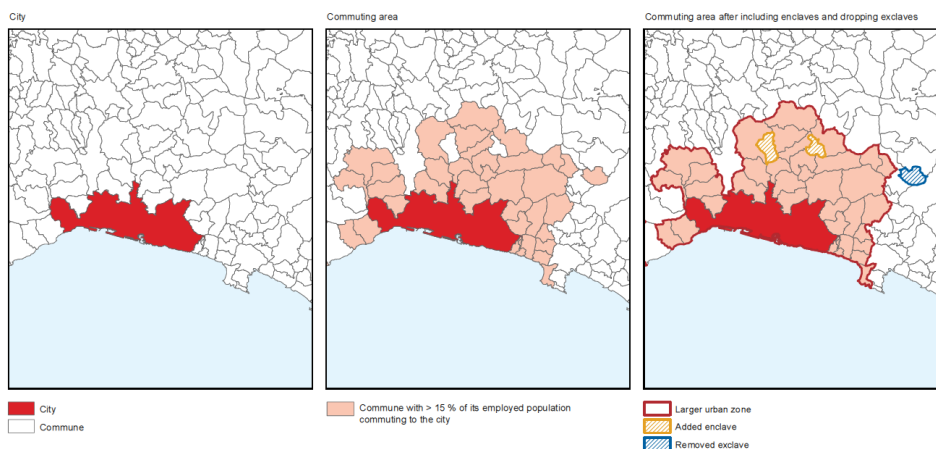 City
Commuting area
Commuting area after including enclaves and dropping exclaves
City
Commune
Commune with > 15 % of its employed population
commuting to the city
Larger urban zone
Added enclave
Removed exclave